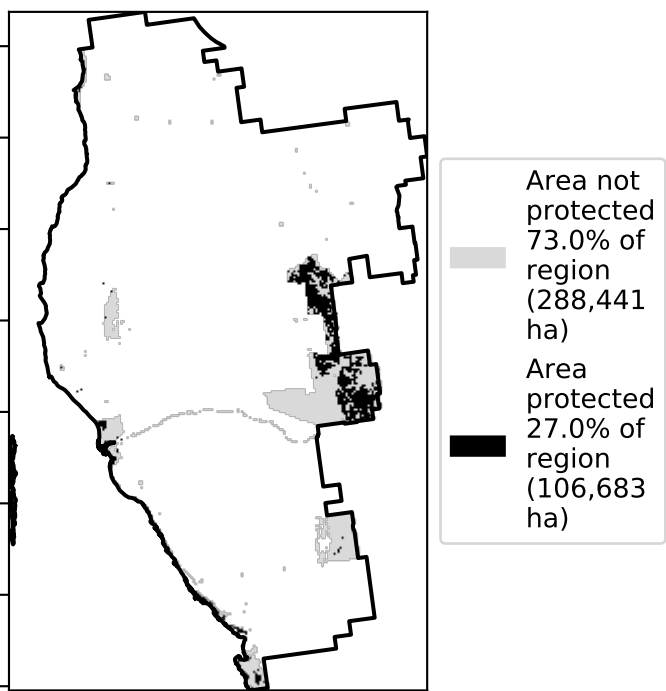 Area not
protected
73.0% of
region
(288,441
ha)
Area
protected
27.0% of
region
(106,683
ha)